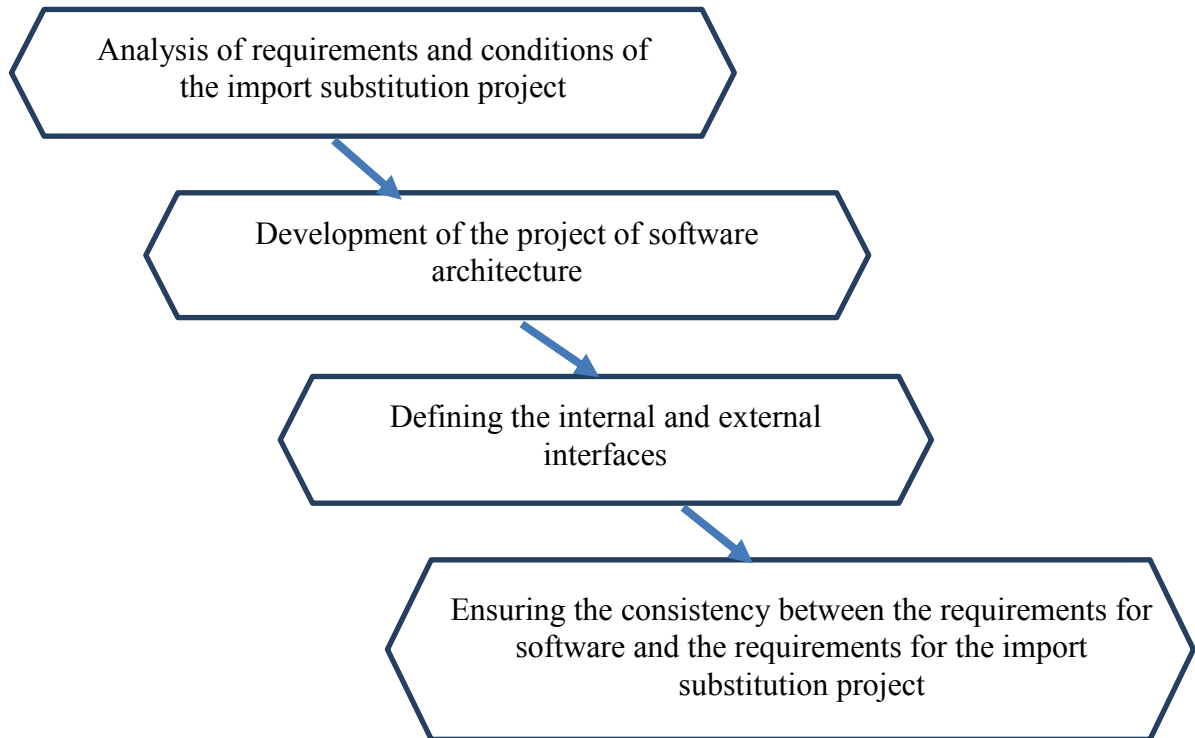 Analysis of requirements and conditions of
the import substitution project
Development of the project of software
architecture
Defining the internal and external
interfaces
Ensuring the consistency between the requirements for
software and the requirements for the import
substitution project